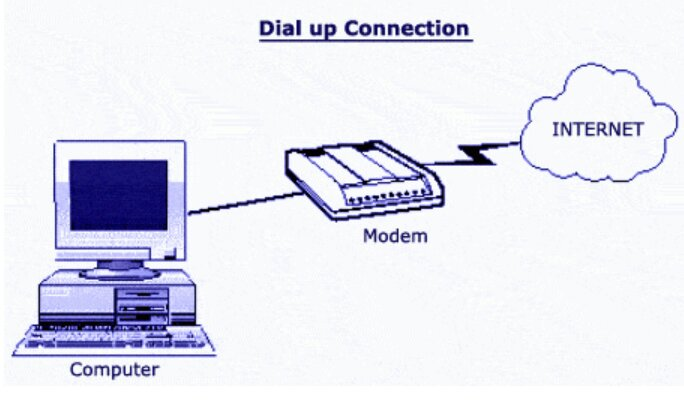 Dial up Connection
INTERNET
Modem
Computer